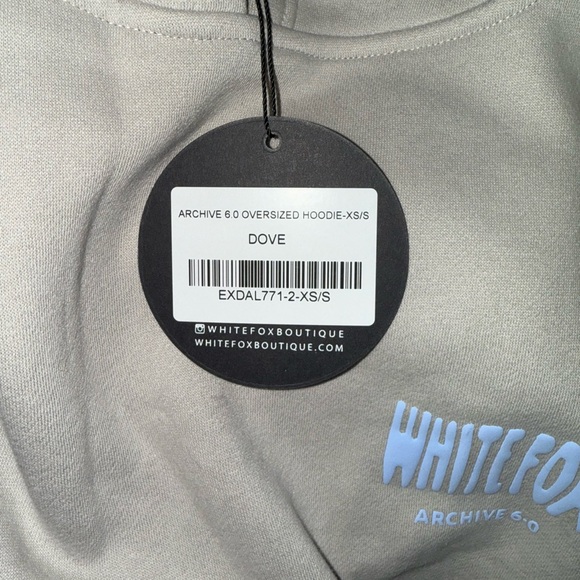 ARCHIVE 6.0 OVERSIZED HOODIE-XS/S
DOVE
EXDAL771-2-XS/S
WHITEFOXBOUTIQUE
WHITEFOXBOUTIQUE.COM
WHITEFOX
ARCHIVE 6.0